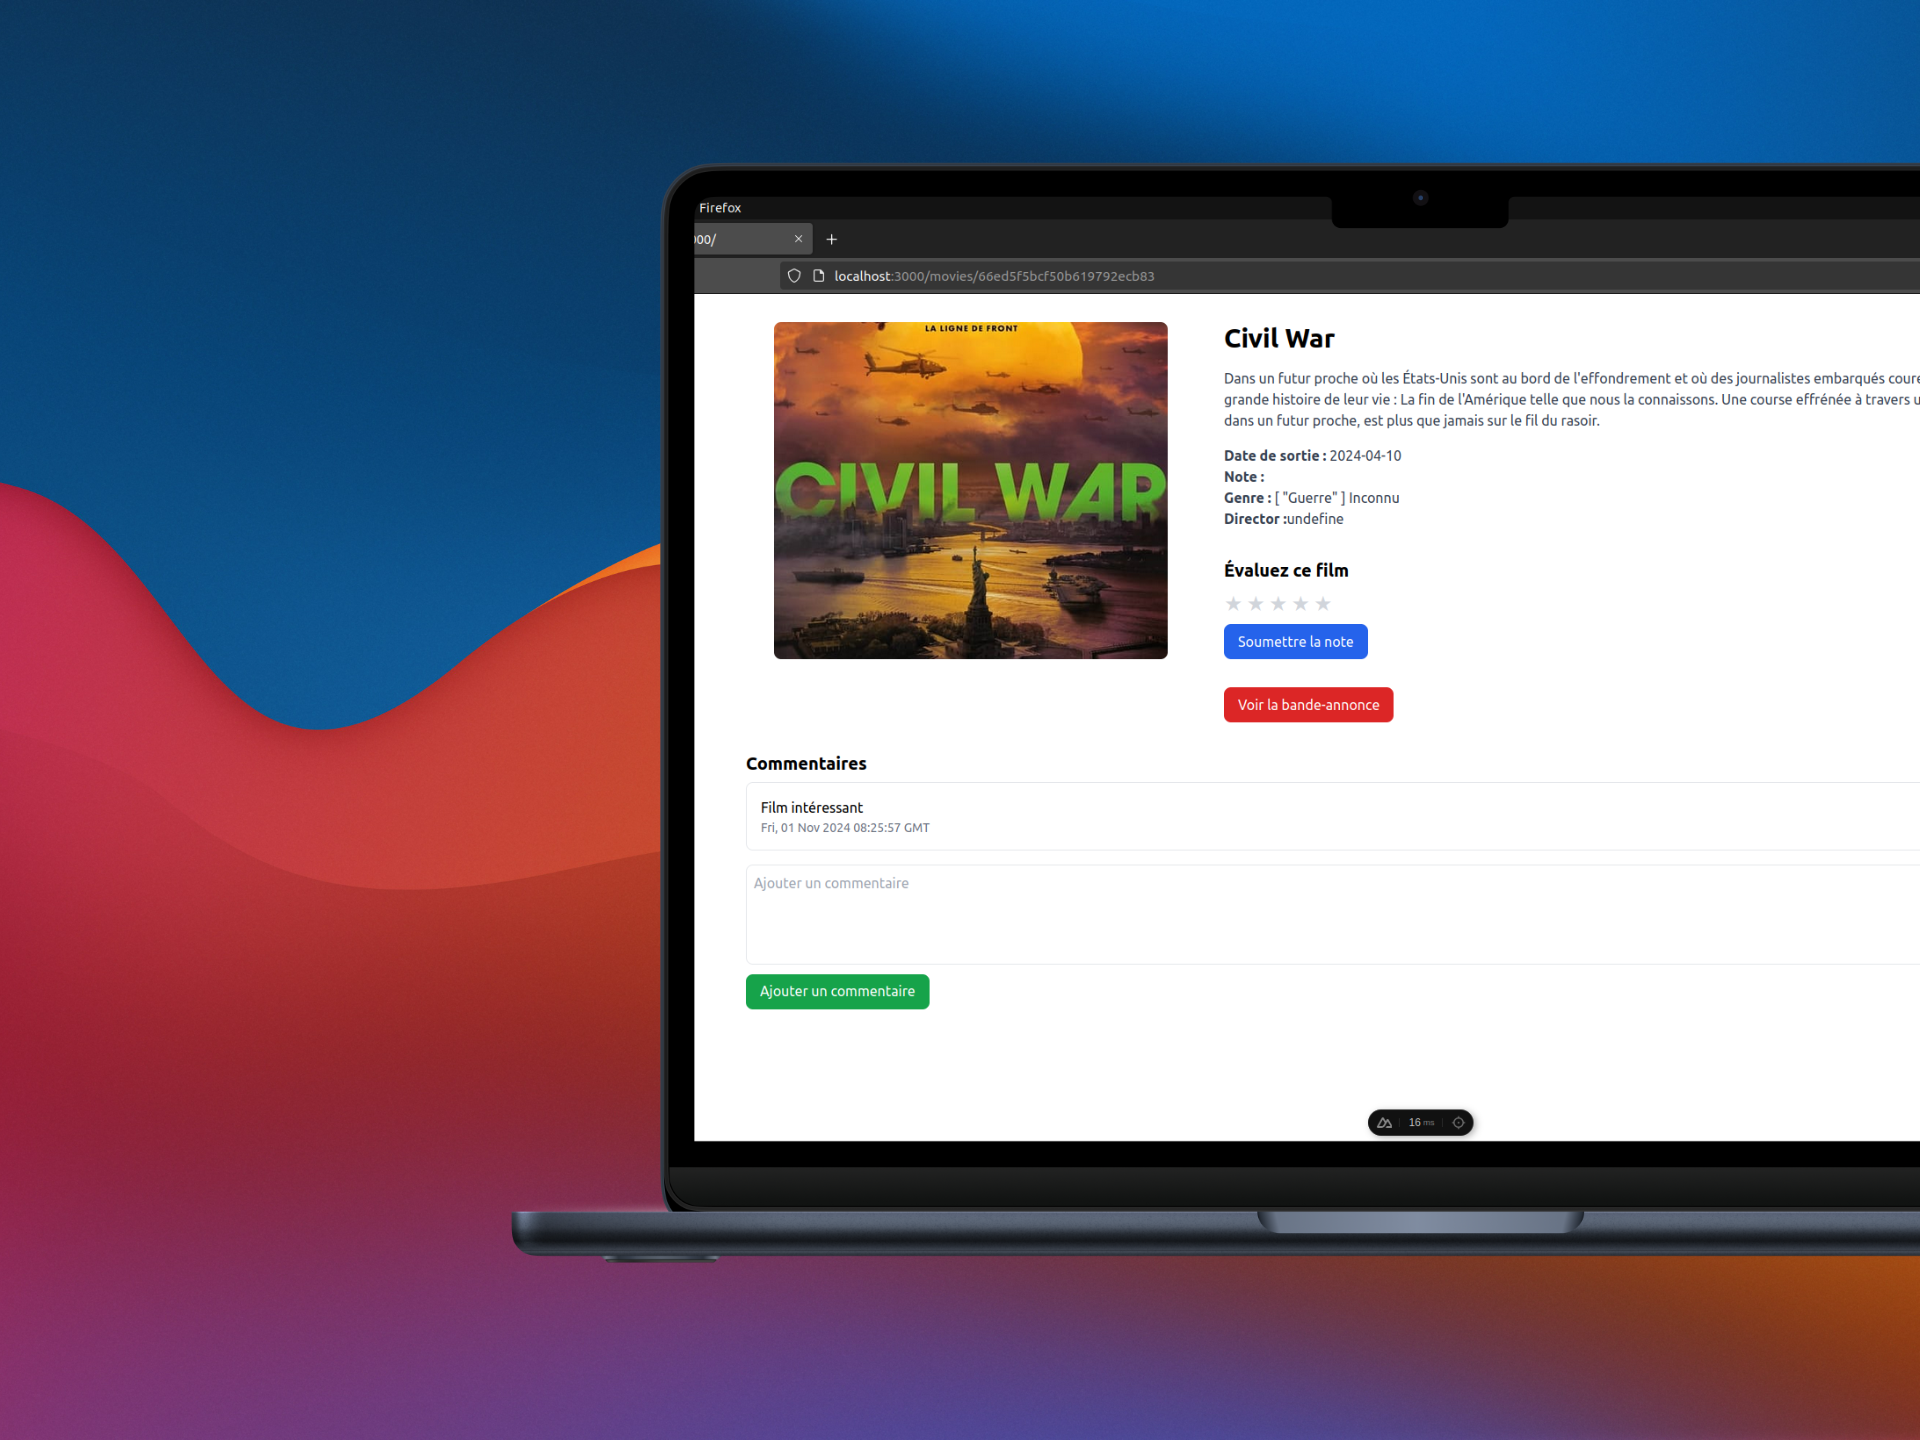 Firefox
000/
localhost:3000/movies/66ed5f5bcf50b619792ecb83
LA LIGNE DE FRONT
CIVIL WAR
Civil War
Dans un futur proche où les États-Unis sont au bord de l'effondrement et où des journalistes embarqués
grande histoire de leur vie : La fin de l'Amérique telle que nous la connaissons. Une course effrénée à travers
dans un futur proche, est plus que jamais sur le fil du rasoir.
Date de sortie : 2024-04-10
Note :
Genre : [ "Guerre" ] Inconnu
Director :undefine
Évaluez ce film
Soumettre la note
Voir la bande-annonce
Commentaires
Film intéressant
Fri, 01 Nov 2024 08:25:57 GMT
Ajouter un commentaire
Ajouter un commentaire
16 ms